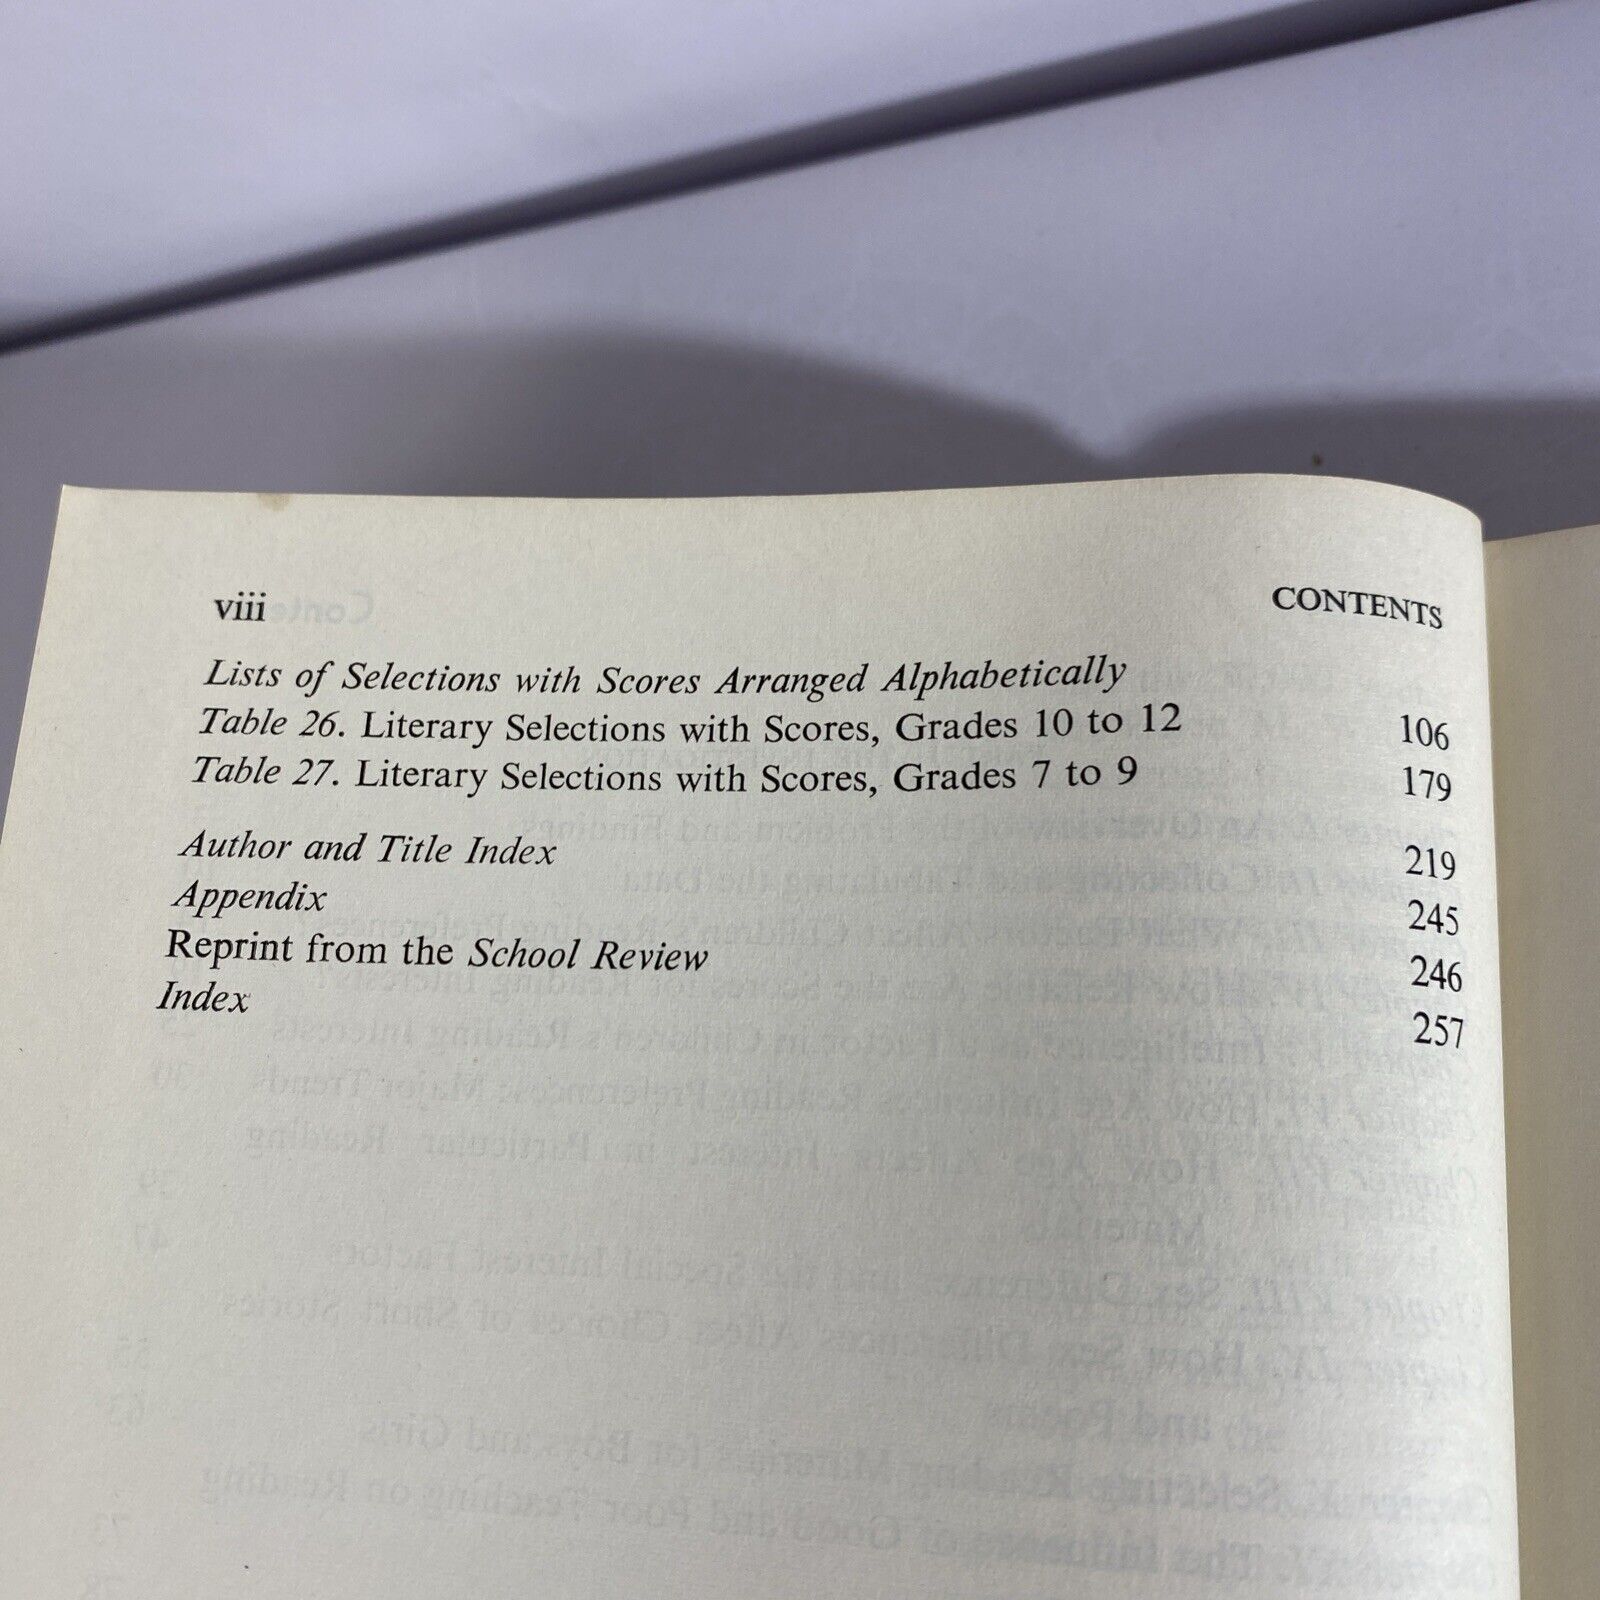 viii CONTENTS
Lists of Selections with Scores Arranged Alphabetically
Table 26. Literary Selections with Scores, Grades 10 to 12 106
Table 27. Literary Selections with Scores, Grades 7 to 9 179
Author and Title Index 219
Appendix 245
Reprint from the School Review 246
Index 257